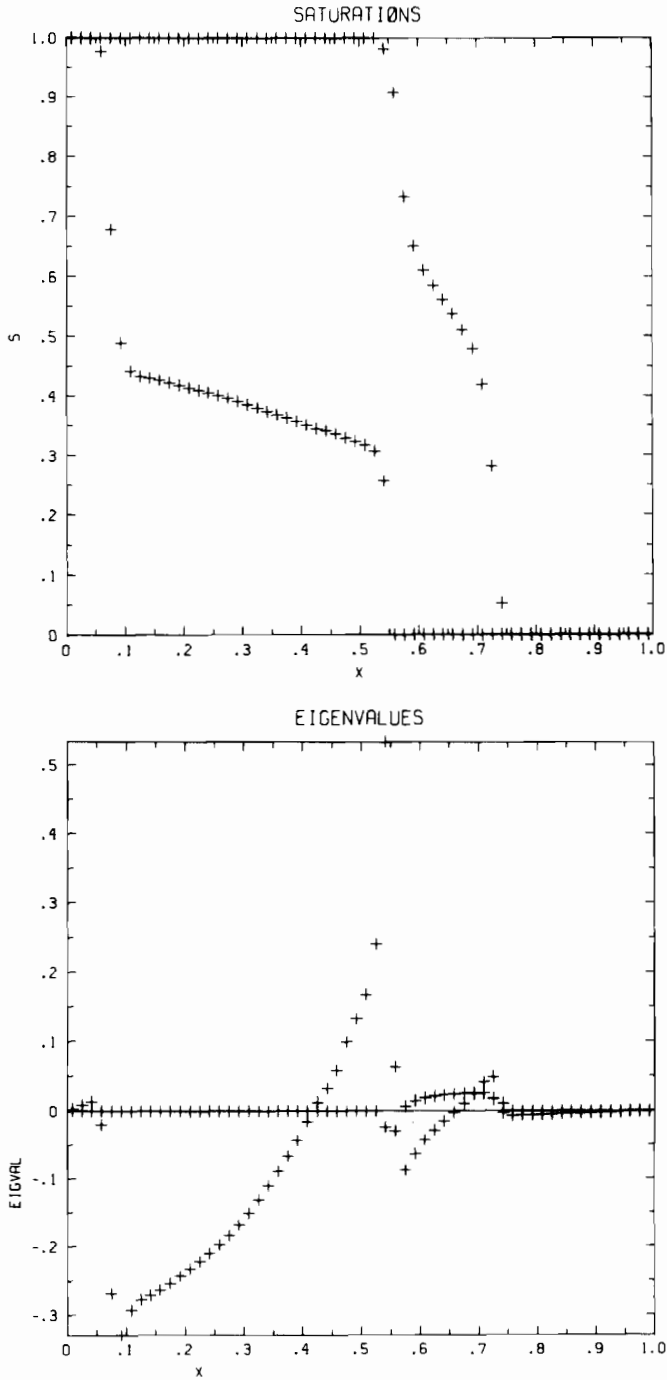 SATURATIØNS
1.0
.9
.8
.7
.6
.5
.4
.3
.2
.1
0
S
0 .1 .2 .3 .4 .5 .6 .7 .8 .9 1.0
X
EIGENVALUES
.5
.4
.3
.2
.1
0
-.1
-.2
-.3
EIGVAL
0 .1 .2 .3 .4 .5 .6 .7 .8 .9 1.0
X